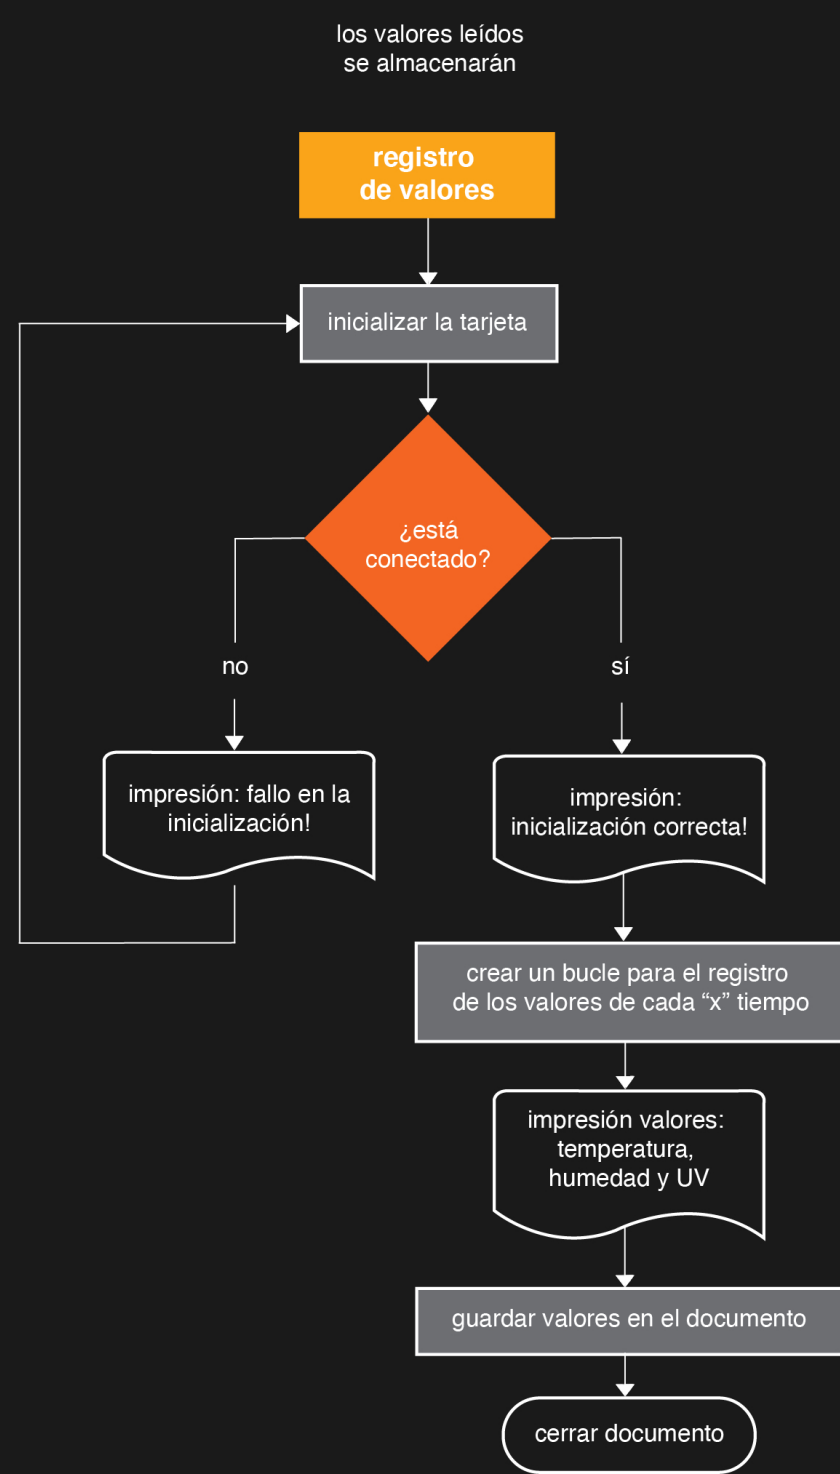 los valores leídos
se almacenarán
registro
de valores
inicializar la tarjeta
¿está
conectado?
no
sí
impresión: fallo en la
inicialización!
impresión:
inicialización correcta!
crear un bucle para el registro
de los valores de cada “x” tiempo
impresión valores:
temperatura,
humedad y UV
guardar valores en el documento
cerrar documento